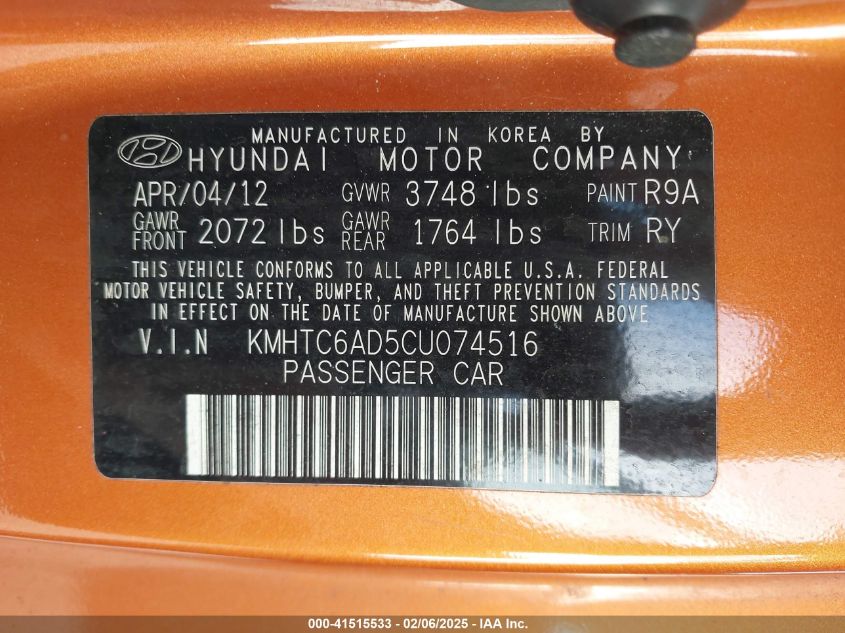 MANUFACTURED IN KOREA BY
HYUNDAI MOTOR COMPANY
APR/04/12 GVWR 3748 lbs PAINT R9A
GAWR FRONT 2072 lbs GAWR REAR 1764 lbs TRIM RY
THIS VEHICLE CONFORMS TO ALL APPLICABLE U.S.A. FEDERAL
MOTOR VEHICLE SAFETY, BUMPER, AND THEFT PREVENTION STANDARDS
IN EFFECT ON THE DATE OF MANUFACTURE SHOWN ABOVE
V.I.N KMHTC6AD5CU074516
PASSENGER CAR
000-41515533 - 02/06/2025 - IAA Inc.